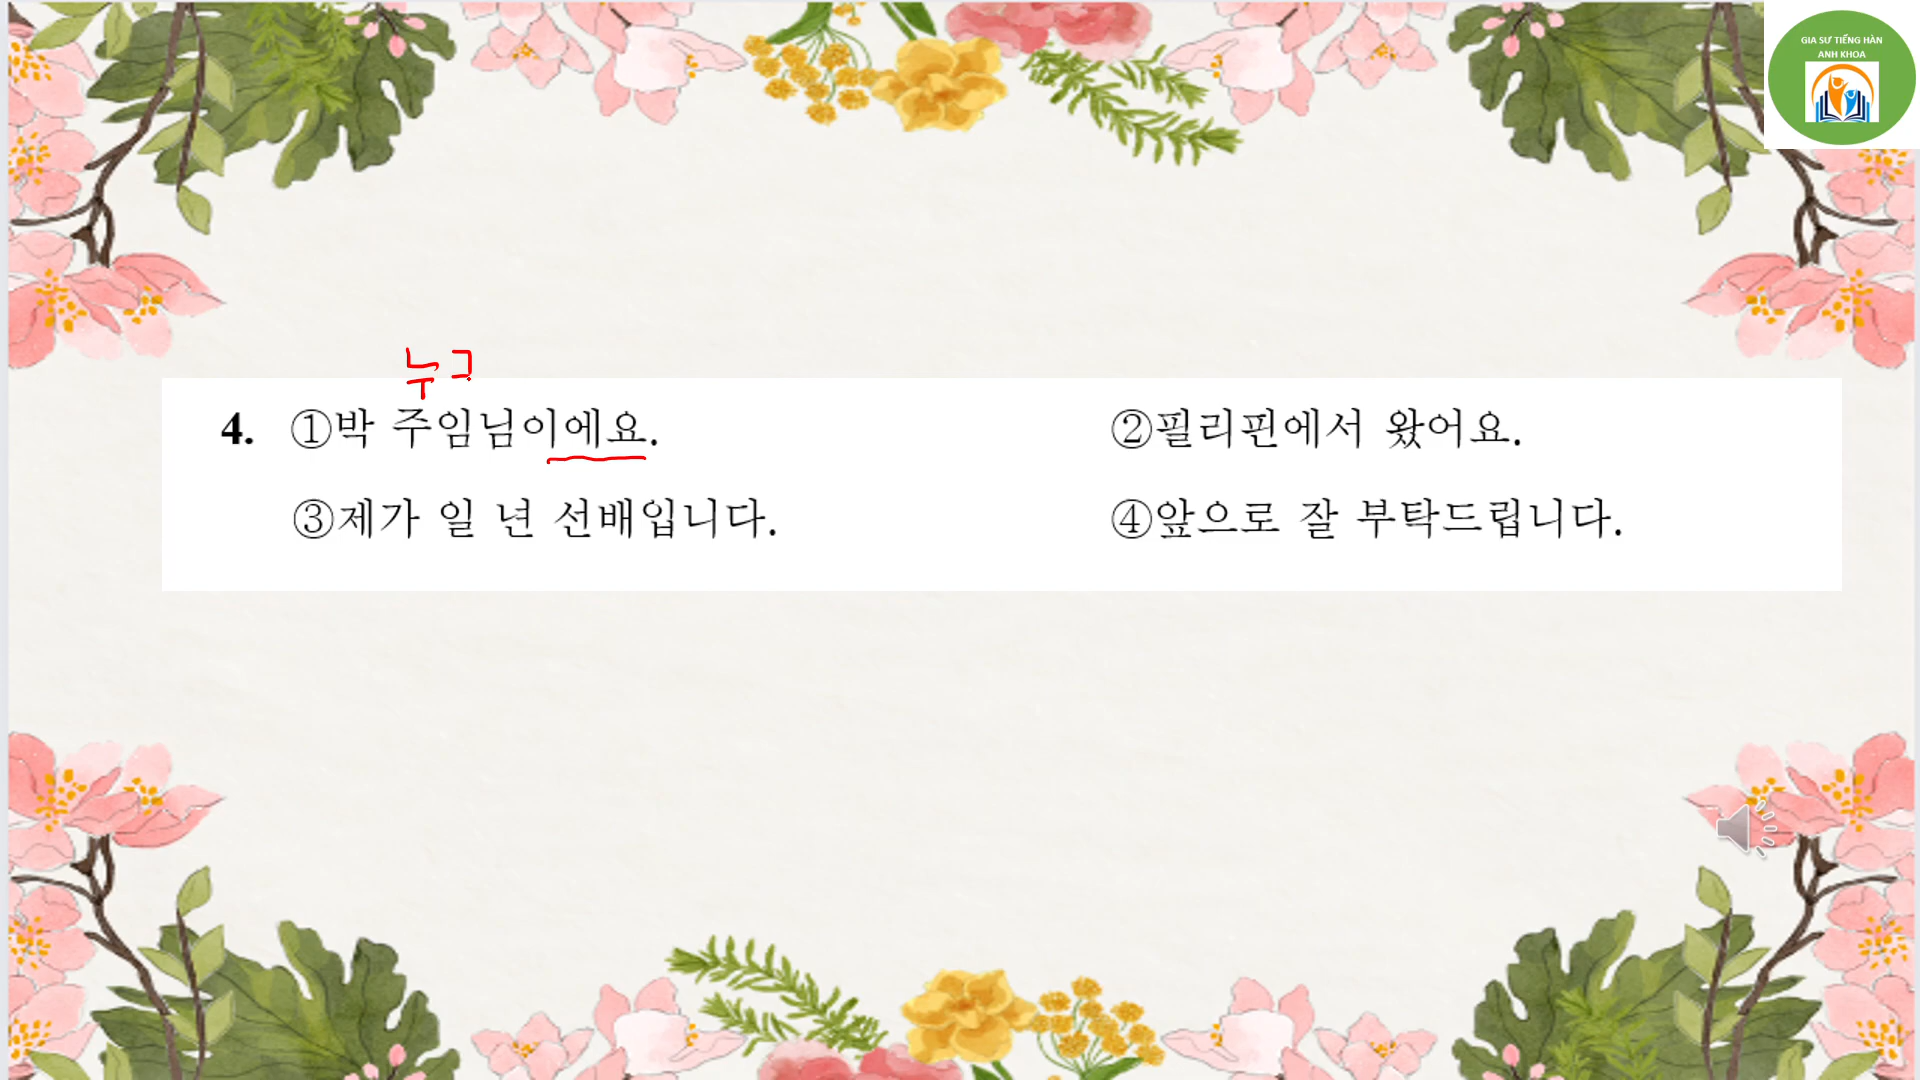 GIA SƯ TIẾNG HÀN
ANH KHOA
4. ①박 주임님이에요. ②필리핀에서 왔어요.
③제가 일 년 선배입니다. ④앞으로 잘 부탁드립니다.